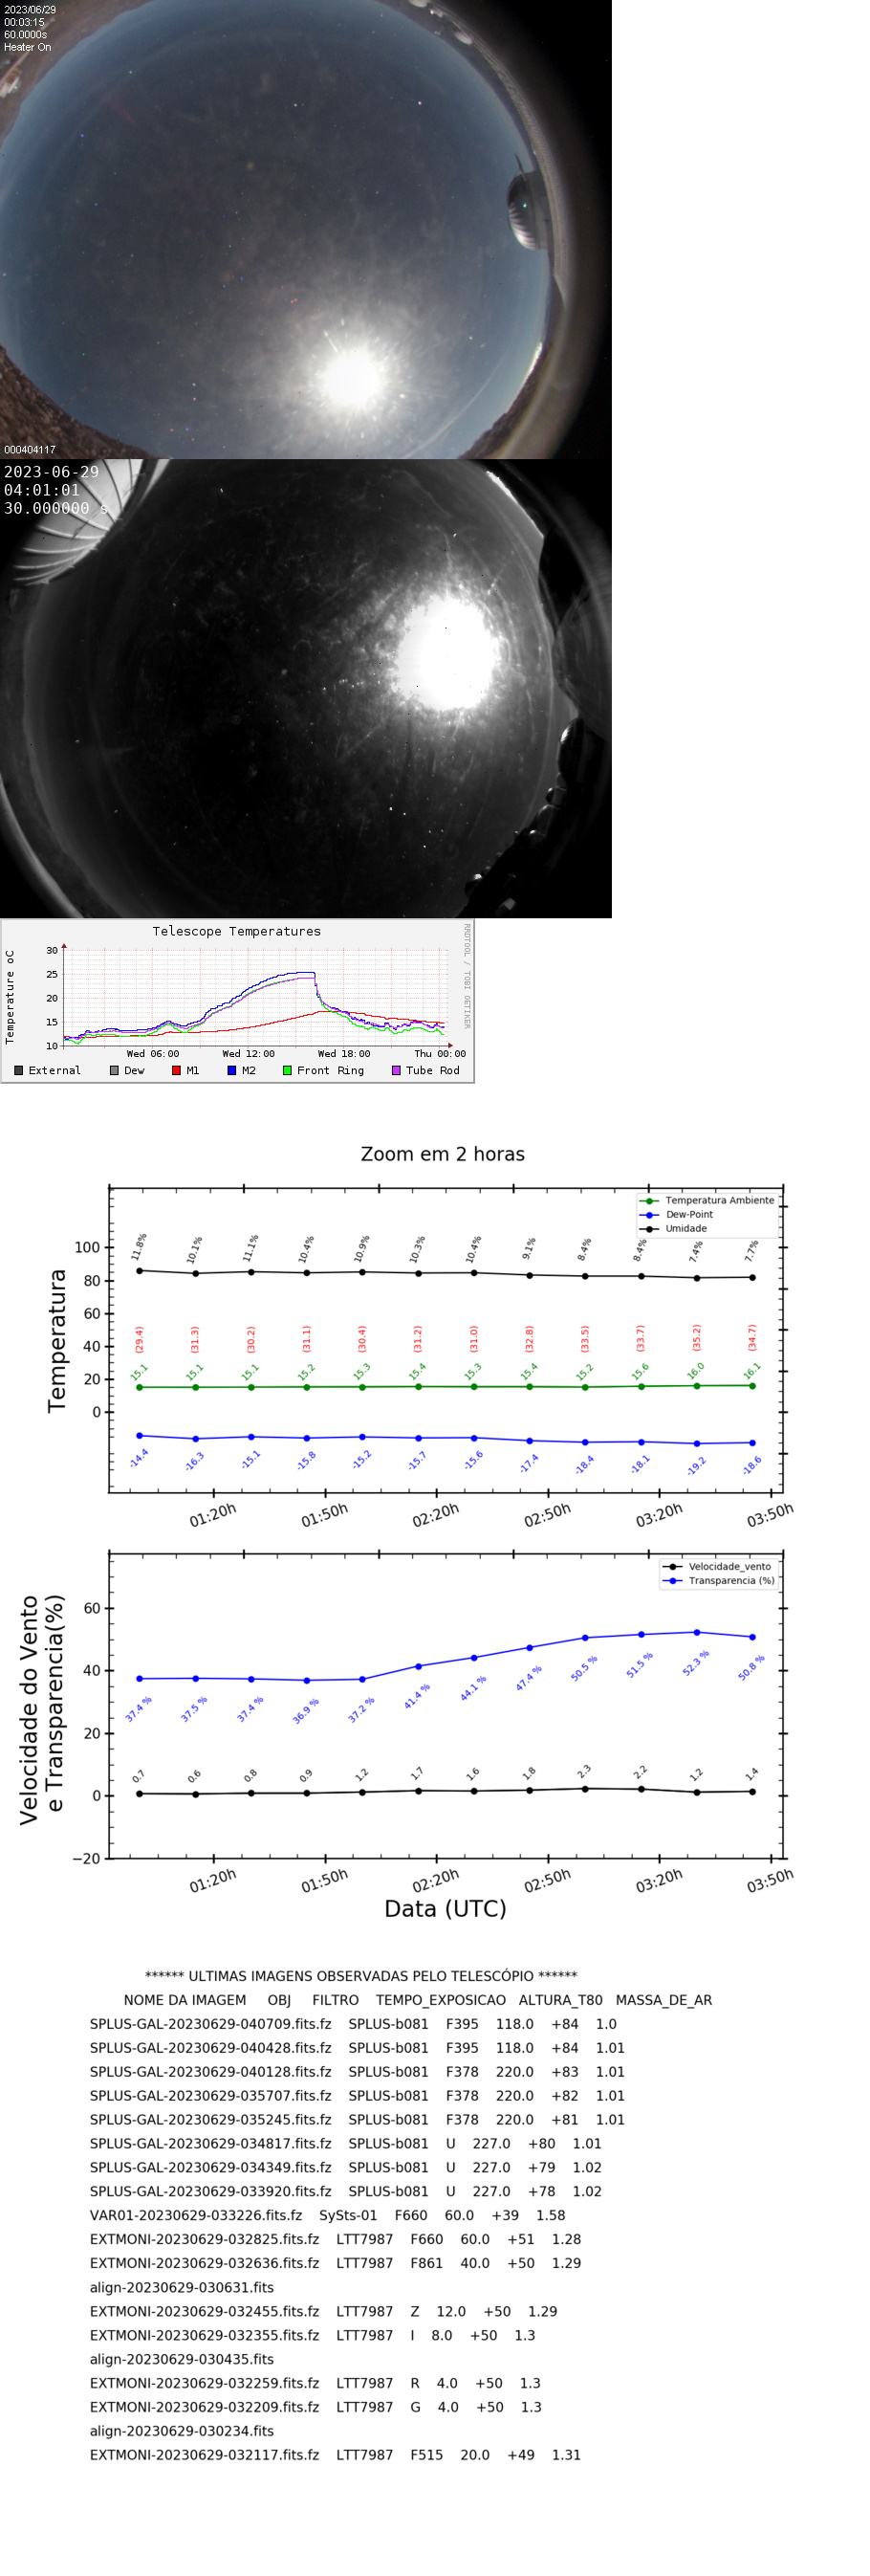 2023/06/29
00:03:15
60.0000s
Heater On
000404117
2023-06-29
04:01:01
30.000000 s
Telescope Temperatures
RRDTOOL / TOBI OETIKER
Temperature oC
30
25
20
15
10
Wed 06:00 Wed 12:00 Wed 18:00 Thu 00:00
External Dew M1 M2 Front Ring Tube Rod
Zoom em 2 horas
Temperatura Ambiente
Dew-Point
Umidade
Temperatura
100
80
60
40
20
0
11.8% 10.1% 11.1% 10.4% 10.9% 10.3% 10.4% 9.1% 8.4% 8.4% 7.4% 7.7%
(29.4) (31.3) (30.2) (31.1) (30.4) (31.2) (31.0) (32.8) (33.5) (33.7) (35.2) (34.7)
15.1 15.1 15.1 15.2 15.3 15.4 15.3 15.4 15.2 15.6 16.0 16.1
-14.4 -16.3 -15.1 -15.8 -15.2 -15.7 -15.6 -17.4 -18.4 -18.1 -19.2 -18.6
01:20h 01:50h 02:20h 02:50h 03:20h 03:50h
Velocidade_vento
Transparencia (%)
Velocidade do Vento
e Transparencia(%)
60
40
20
0
−20
37.4 % 37.5 % 37.4 % 36.9 % 37.2 % 41.4 % 44.1 % 47.4 % 50.5 % 51.5 % 52.3 % 50.8 %
0.7 0.6 0.8 0.9 1.2 1.7 1.6 1.8 2.3 2.2 1.2 1.4
01:20h 01:50h 02:20h 02:50h 03:20h 03:50h
Data (UTC)
****** ULTIMAS IMAGENS OBSERVADAS PELO TELESCÓPIO ******
NOME DA IMAGEM OBJ FILTRO TEMPO_EXPOSICAO ALTURA_T80 MASSA_DE_AR
SPLUS-GAL-20230629-040709.fits.fz SPLUS-b081 F395 118.0 +84 1.0
SPLUS-GAL-20230629-040428.fits.fz SPLUS-b081 F395 118.0 +84 1.01
SPLUS-GAL-20230629-040128.fits.fz SPLUS-b081 F378 220.0 +83 1.01
SPLUS-GAL-20230629-035707.fits.fz SPLUS-b081 F378 220.0 +82 1.01
SPLUS-GAL-20230629-035245.fits.fz SPLUS-b081 F378 220.0 +81 1.01
SPLUS-GAL-20230629-034817.fits.fz SPLUS-b081 U 227.0 +80 1.01
SPLUS-GAL-20230629-034349.fits.fz SPLUS-b081 U 227.0 +79 1.02
SPLUS-GAL-20230629-033920.fits.fz SPLUS-b081 U 227.0 +78 1.02
VAR01-20230629-033226.fits.fz SySts-01 F660 60.0 +39 1.58
EXTMONI-20230629-032825.fits.fz LTT7987 F660 60.0 +51 1.28
EXTMONI-20230629-032636.fits.fz LTT7987 F861 40.0 +50 1.29
align-20230629-030631.fits
EXTMONI-20230629-032455.fits.fz LTT7987 Z 12.0 +50 1.29
EXTMONI-20230629-032355.fits.fz LTT7987 I 8.0 +50 1.3
align-20230629-030435.fits
EXTMONI-20230629-032259.fits.fz LTT7987 R 4.0 +50 1.3
EXTMONI-20230629-032209.fits.fz LTT7987 G 4.0 +50 1.3
align-20230629-030234.fits
EXTMONI-20230629-032117.fits.fz LTT7987 F515 20.0 +49 1.31